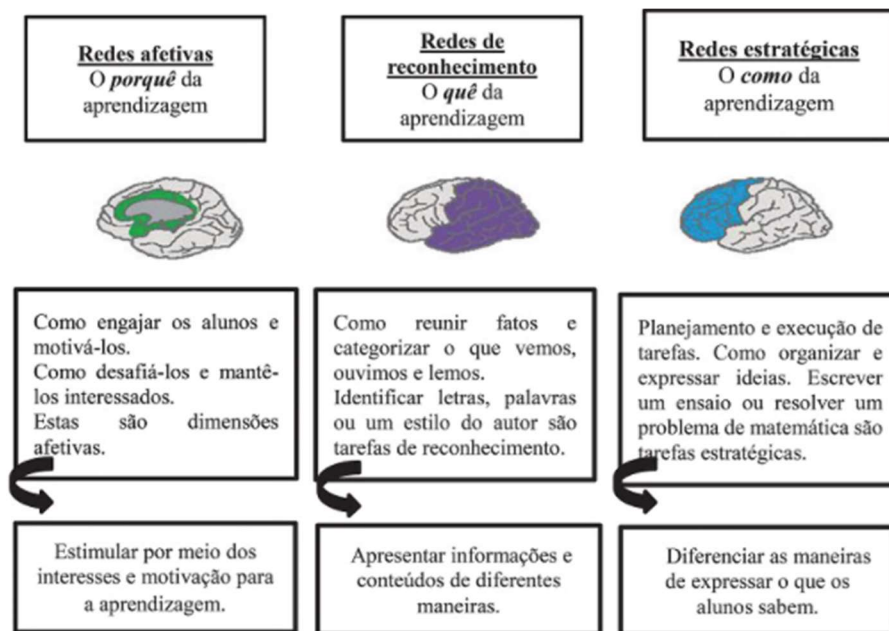 Redes afetivas
O porquê da
aprendizagem
Redes de
reconhecimento
O quê da
aprendizagem
Redes estratégicas
O como da
aprendizagem
Como engajar os alunos e
motivá-los.
Como desafiá-los e mantê-
los interessados.
Estas são dimensões
afetivas.
Como reunir fatos e
categorizar o que vemos,
ouvimos e lemos.
Identificar letras, palavras
ou um estilo do autor são
tarefas de reconhecimento.
Planejamento e execução de
tarefas. Como organizar e
expressar ideias. Escrever
um ensaio ou resolver um
problema de matemática são
tarefas estratégicas.
Estimular por meio dos
interesses e motivação para
a aprendizagem.
Apresentar informações e
conteúdos de diferentes
maneiras.
Diferenciar as maneiras
de expressar o que os
alunos sabem.